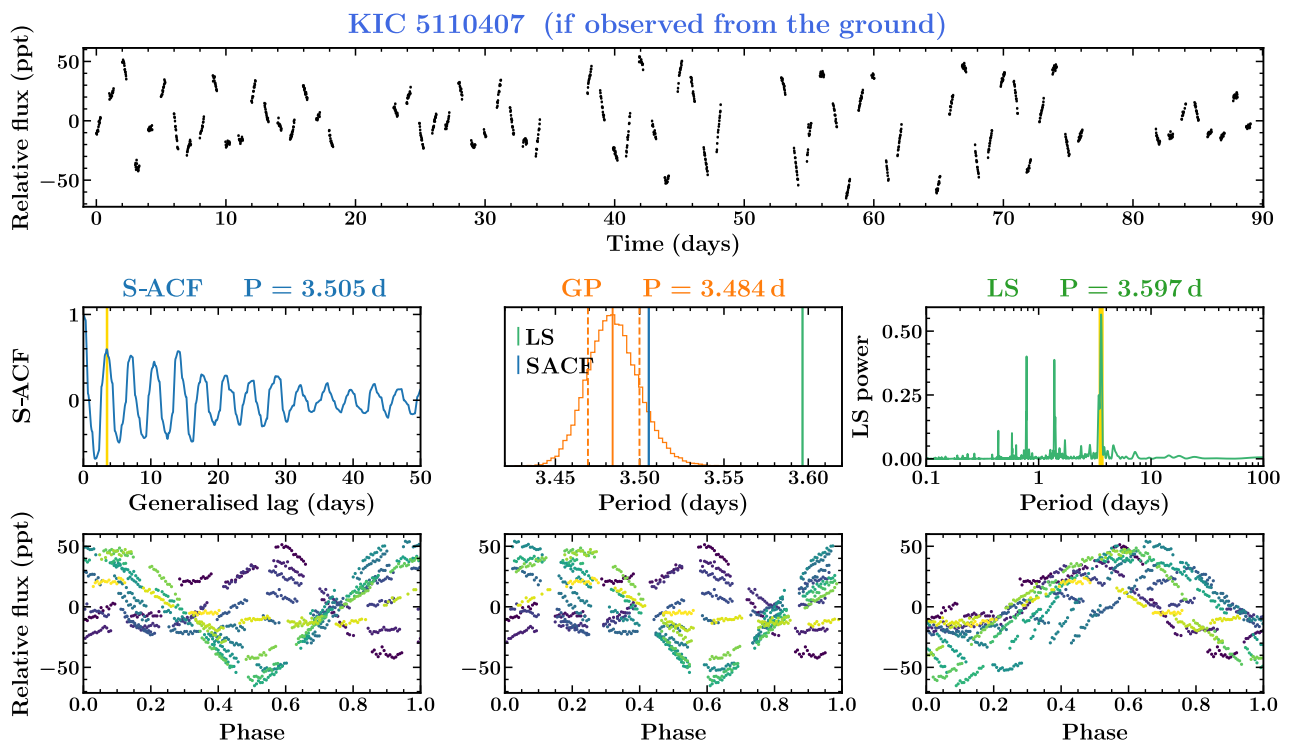 KIC 5110407 (if observed from the ground)
Relative flux (ppt)
50
0
−50
0 10 20 30 40 50 60 70 80 90
Time (days)
S-ACF P = 3.505 d
GP P = 3.484 d
LS P = 3.597 d
S-ACF
1
0
0 10 20 30 40 50
Generalised lag (days)
LS
SACF
3.45 3.50 3.55 3.60
Period (days)
LS power
0.50
0.25
0.00
0.1 1 10 100
Period (days)
Relative flux (ppt)
50
0
−50
0.0 0.2 0.4 0.6 0.8 1.0
Phase
50
0
−50
0.0 0.2 0.4 0.6 0.8 1.0
Phase
50
0
−50
0.0 0.2 0.4 0.6 0.8 1.0
Phase